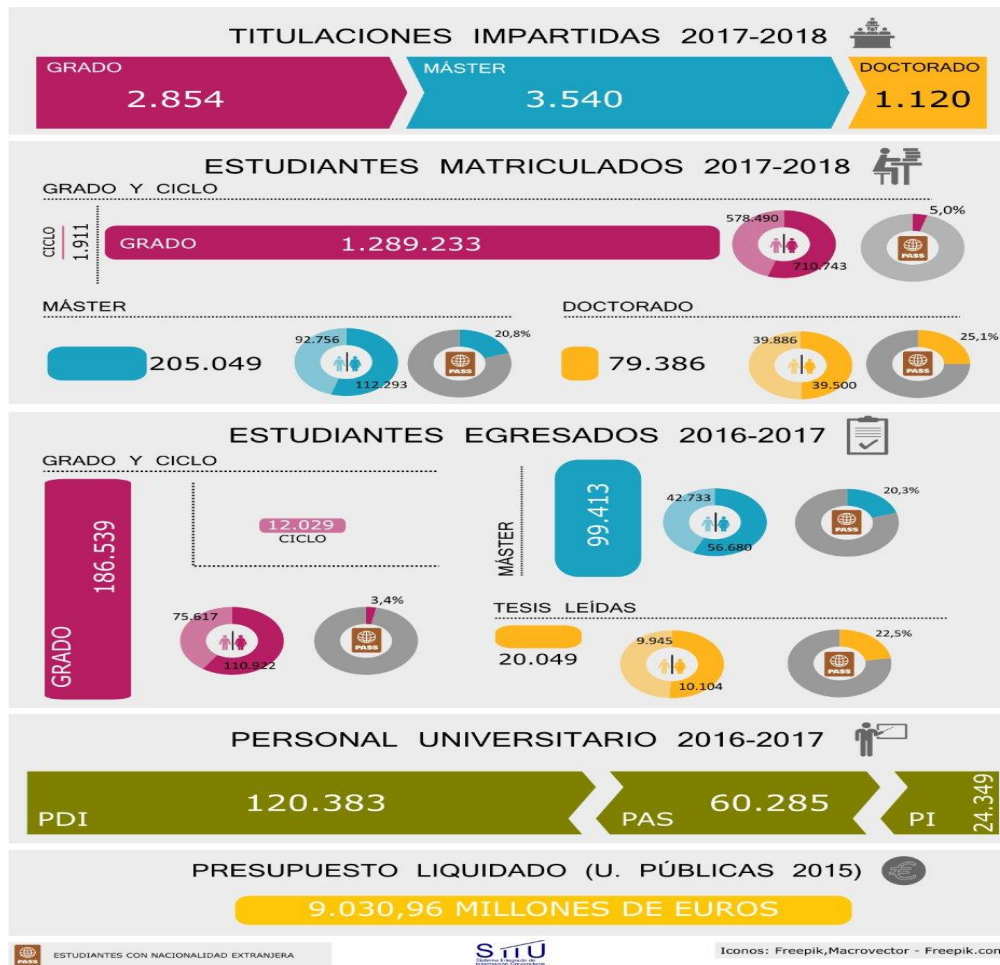 TITULACIONES IMPARTIDAS 2017-2018
GRADO
2.854
MÁSTER
3.540
DOCTORADO
1.120
ESTUDIANTES MATRICULADOS 2017-2018
GRADO Y CICLO
CICLO
1.911
GRADO 1.289.233
578.490
710.743
5,0%
PASS
MÁSTER
205.049
92.756
112.293
20,8%
PASS
DOCTORADO
79.386
39.886
39.500
25,1%
PASS
ESTUDIANTES EGRESADOS 2016-2017
GRADO Y CICLO
GRADO 186.539
12.029
CICLO
75.617
110.922
3,4%
PASS
MÁSTER
99.413
42.733
56.680
20,3%
PASS
TESIS LEÍDAS
20.049
9.945
10.104
22,5%
PASS
PERSONAL UNIVERSITARIO 2016-2017
PDI 120.383
PAS 60.285
PI 24.349
PRESUPUESTO LIQUIDADO (U. PÚBLICAS 2015) €
9.030,96 MILLONES DE EUROS
PASS ESTUDIANTES CON NACIONALIDAD EXTRANJERA
SIIU
Sistema Integrado de
Información Universitaria
Iconos: Freepik,Macrovector - Freepik.com